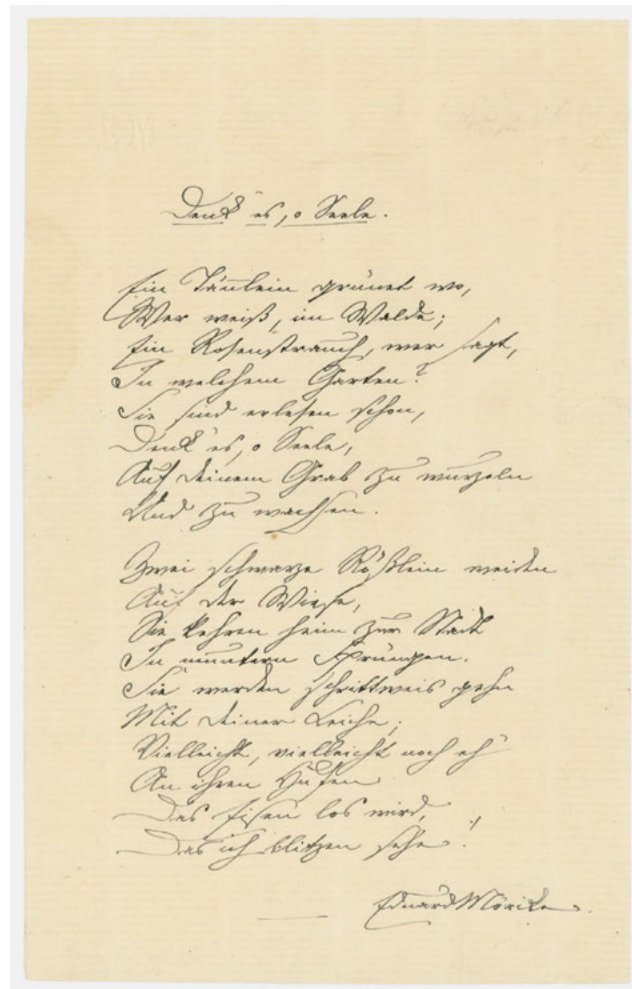 Denk' es, o Seele.
Ein Tännlein grünet wo,
Wer weiß, im Walde;
Ein Rosenstrauch, wer sagt,
In welchem Garten?
Sie sind erlesen schon,
Denk' es, o Seele,
Auf deinem Grab zu wurzeln
Und zu wachsen.
Zwei schwarze Rößlein weiden
Auf der Wiese,
Sie kehren heim zur Stadt
In muntern Sprüngen.
Sie werden schrittweis gehn
Mit deiner Leiche;
Vielleicht, vielleicht noch eh'
An ihren Hufen
Das Eisen los wird,
Das ich blitzen sehe!
Eduard Mörike.